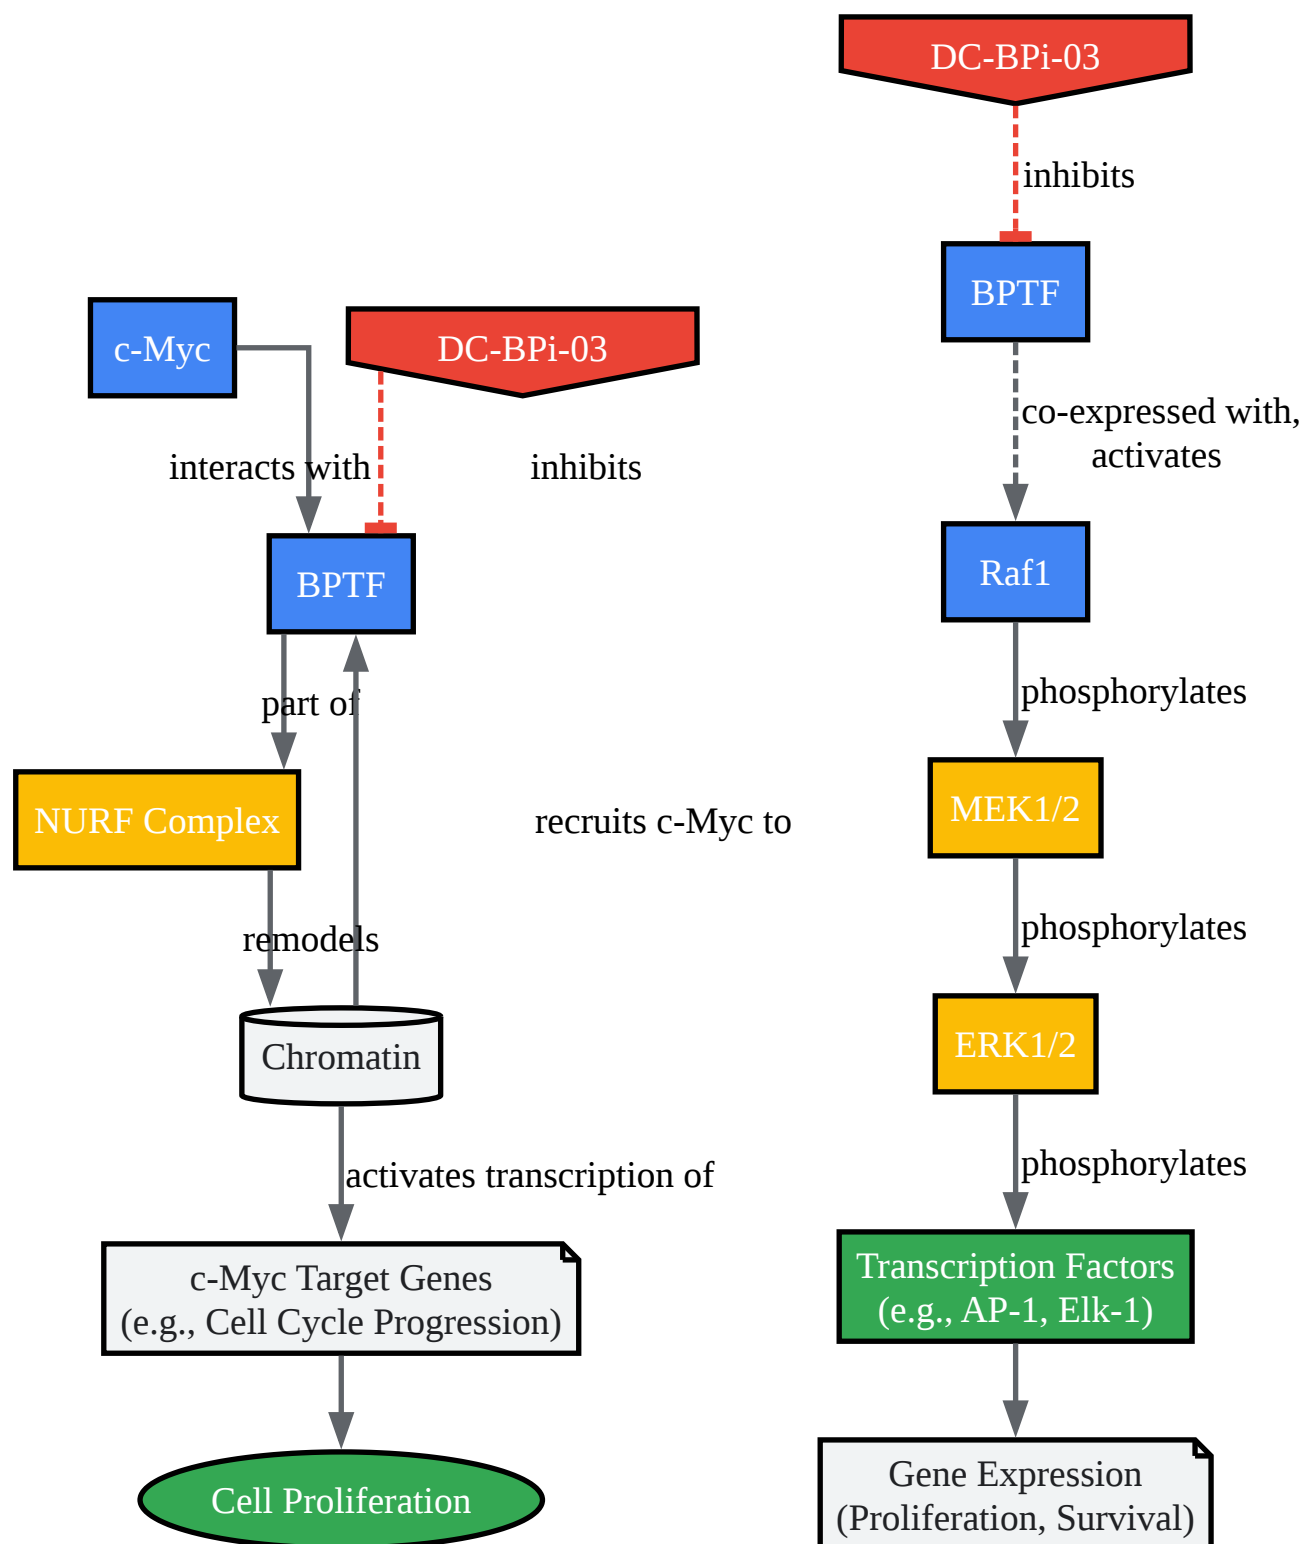 DC-BPi-03
inhibits
BPTF
co-expressed with,
activates
Raf1
phosphorylates
MEK1/2
phosphorylates
ERK1/2
phosphorylates
Transcription Factors
(e.g., AP-1, Elk-1)
Gene Expression
(Proliferation, Survival)
c-Myc
DC-BPi-03
interacts with
inhibits
BPTF
part of
NURF Complex
recruits c-Myc to
remodels
Chromatin
activates transcription of
c-Myc Target Genes
(e.g., Cell Cycle Progression)
Cell Proliferation